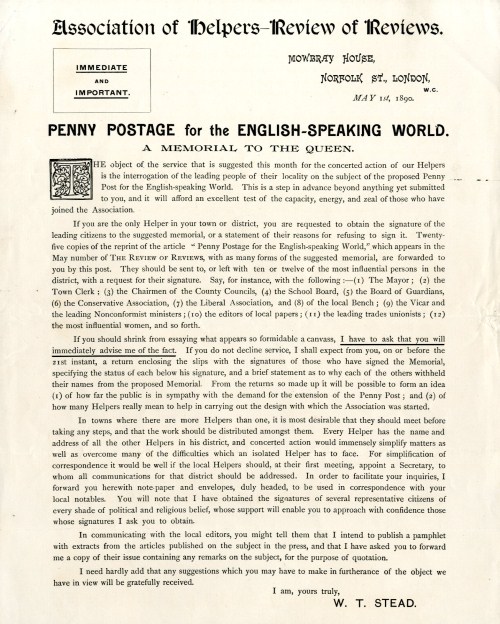 Association of Helpers–Review of Reviews.
IMMEDIATE
AND
IMPORTANT.
MOWBRAY HOUSE,
NORFOLK ST., LONDON,
W.C.
MAY 1st, 1890.
PENNY POSTAGE for the ENGLISH-SPEAKING WORLD.
A MEMORIAL TO THE QUEEN.
THE object of the service that is suggested this month for the concerted action of our Helpers
is the interrogation of the leading people of their locality on the subject of the proposed Penny
Post for the English-speaking World. This is a step in advance beyond anything yet submitted
to you, and it will afford an excellent test of the capacity, energy, and zeal of those who have
joined the Association.
If you are the only Helper in your town or district, you are requested to obtain the signature of the
leading citizens to the suggested memorial, or a statement of their reasons for refusing to sign it. Twenty-
five copies of the reprint of the article "Penny Postage for the English-speaking World," which appears in the
May number of THE REVIEW OF REVIEWS, with as many forms of the suggested memorial, are forwarded to
you by this post. They should be sent to, or left with ten or twelve of the most influential persons in the
district, with a request for their signature. Say, for instance, with the following:—(1) The Mayor; (2) the
Town Clerk; (3) the Chairmen of the County Councils, (4) the School Board, (5) the Board of Guardians,
(6) the Conservative Association, (7) the Liberal Association, and (8) of the local Bench; (9) the Vicar and
the leading Nonconformist ministers; (10) the editors of local papers; (11) the leading trades unionists; (12)
the most influential women, and so forth.
If you should shrink from essaying what appears so formidable a canvass, I have to ask that you will
immediately advise me of the fact. If you do not decline service, I shall expect from you, on or before the
21st instant, a return enclosing the slips with the signatures of those who have signed the Memorial,
specifying the status of each below his signature, and a brief statement as to why each of the others withheld
their names from the proposed Memorial. From the returns so made up it will be possible to form an idea
(1) of how far the public is in sympathy with the demand for the extension of the Penny Post; and (2) of
how many Helpers really mean to help in carrying out the design with which the Association was started.
In towns where there are more Helpers than one, it is most desirable that they should meet before
taking any steps, and that the work should be distributed amongst them. Every Helper has the name and
address of all the other Helpers in his district, and concerted action would immensely simplify matters as
well as overcome many of the difficulties which an isolated Helper has to face. For simplification of
correspondence it would be well if the local Helpers should, at their first meeting, appoint a Secretary, to
whom all communications for that district should be addressed. In order to facilitate your inquiries, I
forward you herewith note-paper and envelopes, duly headed, to be used in correspondence with your
local notables. You will note that I have obtained the signatures of several representative citizens of
every shade of political and religious belief, whose support will enable you to approach with confidence those
whose signatures I ask you to obtain.
In communicating with the local editors, you might tell them that I intend to publish a pamphlet
with extracts from the articles published on the subject in the press, and that I have asked you to forward
me a copy of their issue containing any remarks on the subject, for the purpose of quotation.
I need hardly add that any suggestions which you may have to make in furtherance of the object we
have in view will be gratefully received.
I am, yours truly,
W. T. STEAD.